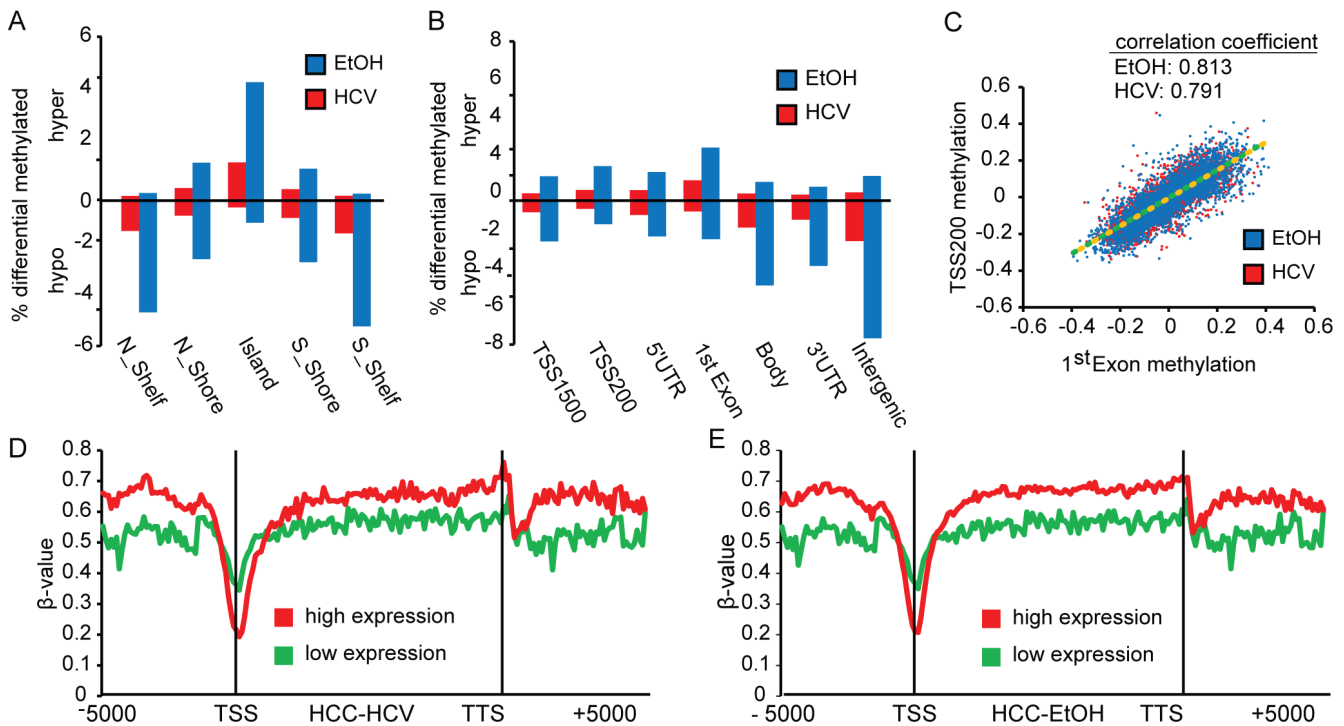 A
% differential methylated
hypo hyper
6
4
2
0
-2
-4
-6
EtOH
HCV
N_Shelf
N_Shore
Island
S_Shore
S_Shelf
B
% differential methylated
hypo hyper
8
6
4
2
0
-2
-4
-6
-8
EtOH
HCV
TSS1500
TSS200
5'UTR
1st Exon
Body
3'UTR
Intergenic
C
correlation coefficient
EtOH: 0.813
HCV: 0.791
TSS200 methylation
0.6
0.4
0.2
0
-0.2
-0.4
-0.6
EtOH
HCV
-0.6 -0.4 -0.2 0 0.2 0.4 0.6
1stExon methylation
D
β-value
0.8
0.7
0.6
0.5
0.4
0.3
0.2
0.1
0
high expression
low expression
-5000 TSS HCC-HCV TTS +5000
E
β-value
0.8
0.7
0.6
0.5
0.4
0.3
0.2
0.1
0
high expression
low expression
- 5000 TSS HCC-EtOH TTS +5000